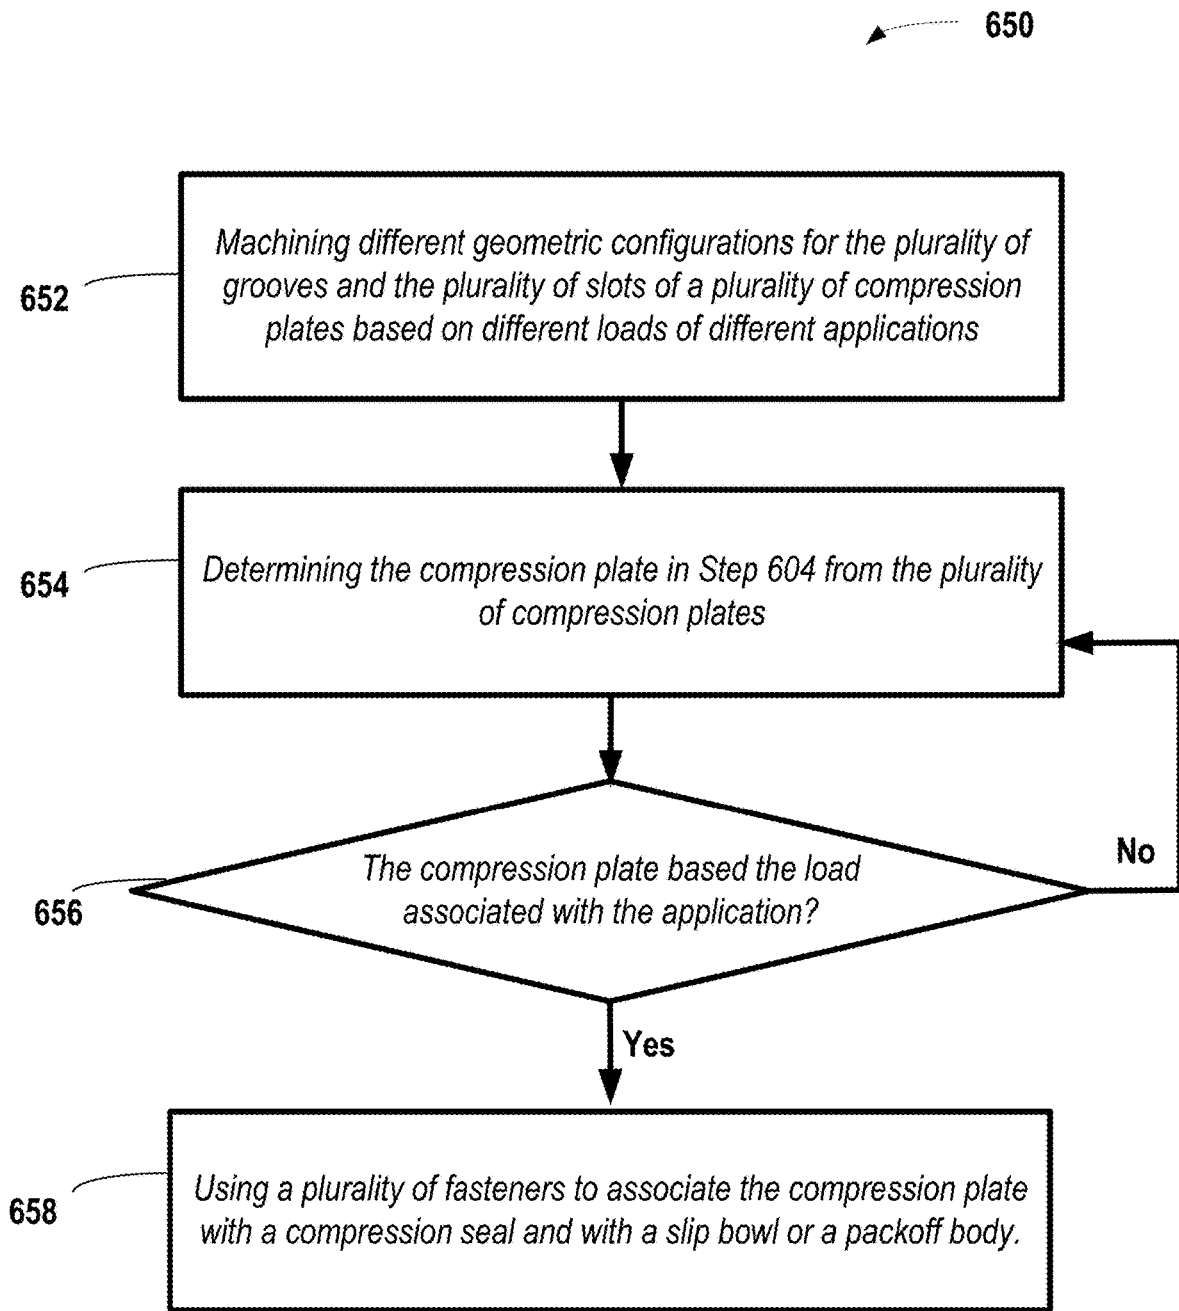 650
Machining different geometric configurations for the plurality of
grooves and the plurality of slots of a plurality of compression
plates based on different loads of different applications
652
Determining the compression plate in Step 604 from the plurality
of compression plates
654
The compression plate based the load
associated with the application?
No
656
Yes
Using a plurality of fasteners to associate the compression plate
with a compression seal and with a slip bowl or a packoff body.
658